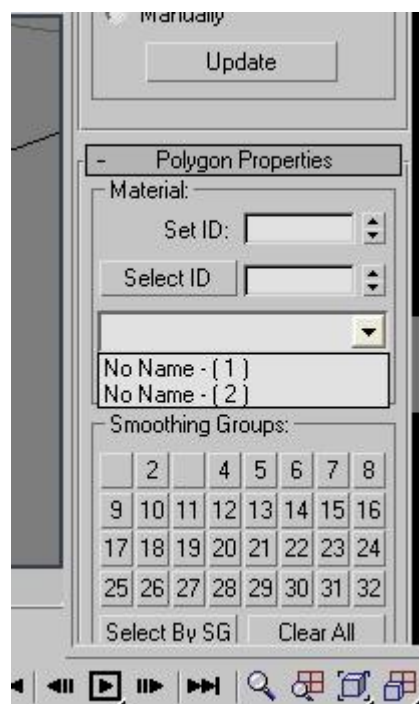 Manually
Update
- Polygon Properties
Material:
Set ID:
Select ID
No Name - ( 1 )
No Name - ( 2 )
Smoothing Groups:
2 4 5 6 7 8
9 10 11 12 13 14 15 16
17 18 19 20 21 22 23 24
25 26 27 28 29 30 31 32
Select By SG Clear All